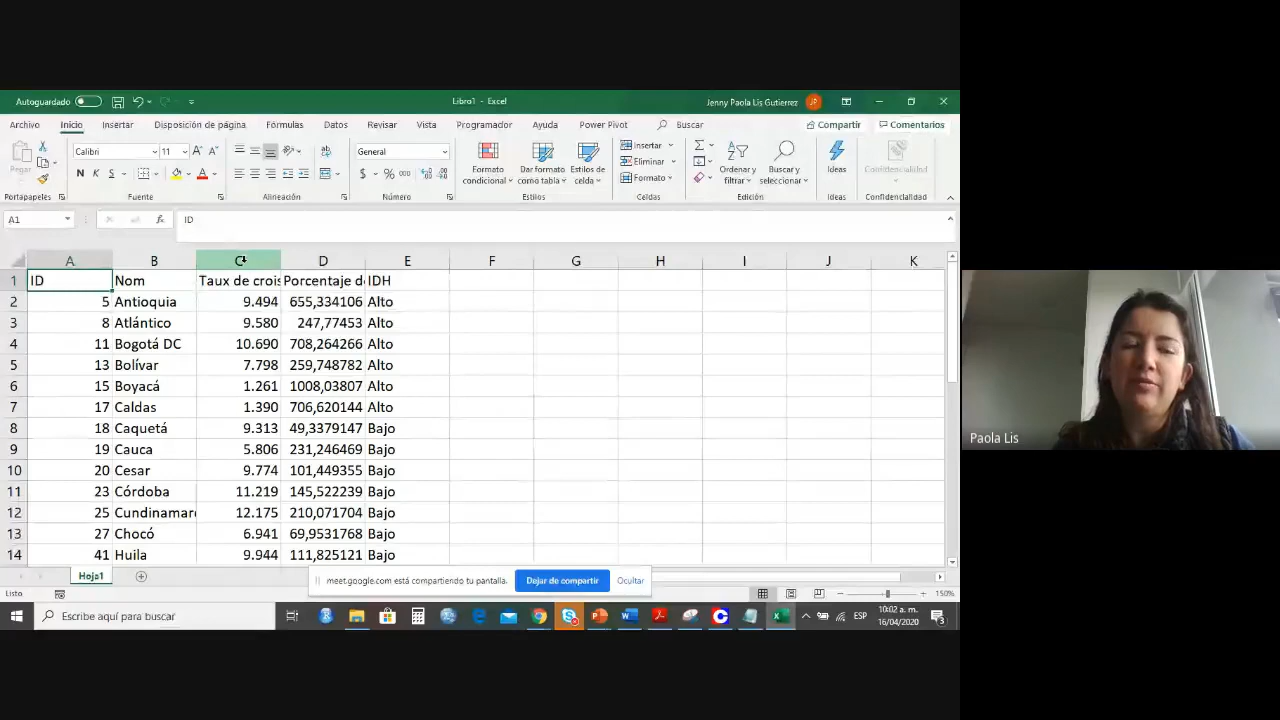 Autoguardado
Libro1 - Excel
Jenny Paola Lis Gutierrez
JP
Archivo Inicio Insertar Disposición de página Fórmulas Datos Revisar Vista Programador Ayuda Power Pivot Buscar
Compartir Comentarios
Pegar
Calibri 11
N K S
General
$ % 000
Formato condicional
Dar formato como tabla
Estilos de celda
Insertar
Eliminar
Formato
Ordenar y filtrar
Buscar y seleccionar
Ideas
Confidencialidad
Portapapeles Fuente Alineación Número Estilos Celdas Edición Ideas Confidencialidad
A1 fx ID
A B C D E F G H I J K
1 ID Nom Taux de crois Porcentaje de IDH
2 5 Antioquia 9.494 655,334106 Alto
3 8 Atlántico 9.580 247,77453 Alto
4 11 Bogotá DC 10.690 708,264266 Alto
5 13 Bolívar 7.798 259,748782 Alto
6 15 Boyacá 1.261 1008,03807 Alto
7 17 Caldas 1.390 706,620144 Alto
8 18 Caquetá 9.313 49,3379147 Bajo
9 19 Cauca 5.806 231,246469 Bajo
10 20 Cesar 9.774 101,449355 Bajo
11 23 Córdoba 11.219 145,522239 Bajo
12 25 Cundinamar 12.175 210,071704 Bajo
13 27 Chocó 6.941 69,9531768 Bajo
14 41 Huila 9.944 111,825121 Bajo
Hoja1
meet.google.com está compartiendo tu pantalla. Dejar de compartir Ocultar
Listo
150%
Escribe aquí para buscar
ESP
10:02 a. m.
16/04/2020
3
Paola Lis